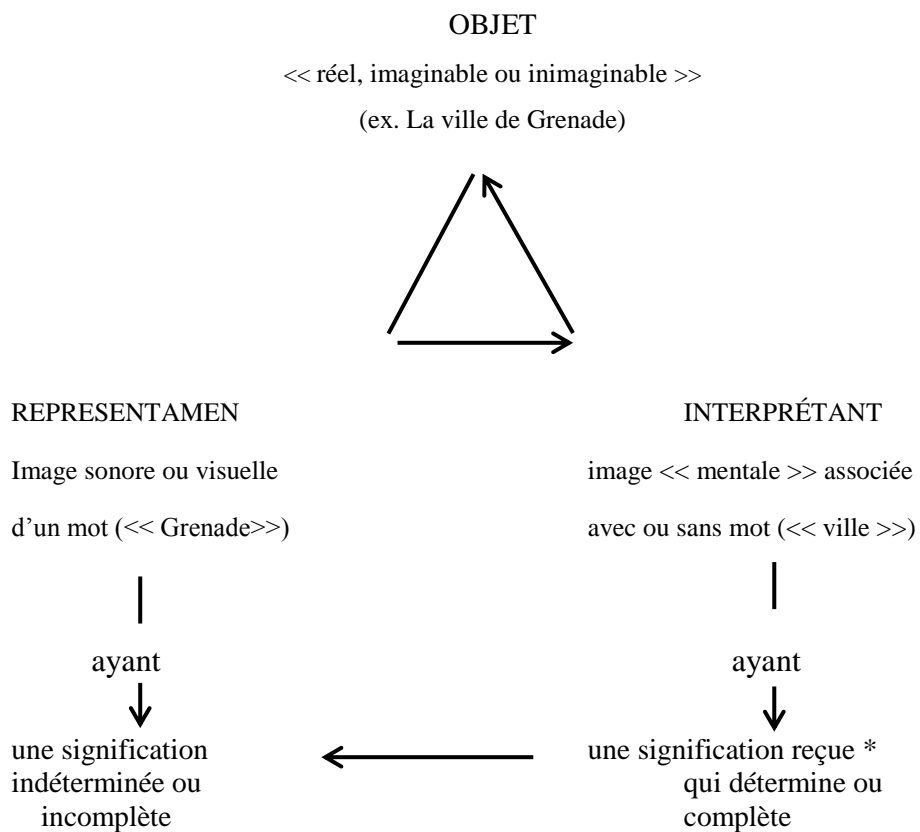 OBJET
<< réel, imaginable ou inimaginable >>
(ex. La ville de Grenade)
REPRESENTAMEN
Image sonore ou visuelle
d’un mot (<< Grenade>>)
ayant
une signification
indéterminée ou
incomplète
INTERPRÉTANT
image << mentale >> associée
avec ou sans mot (<< ville >>)
ayant
une signification reçue *
qui détermine ou
complète